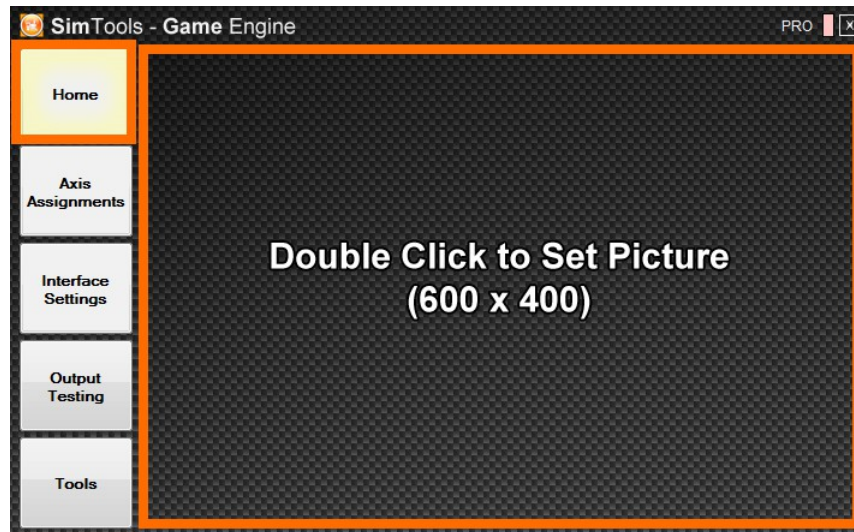 SimTools - Game Engine
PRO
X
Home
Axis
Assignments
Interface
Settings
Output
Testing
Tools
Double Click to Set Picture
(600 x 400)